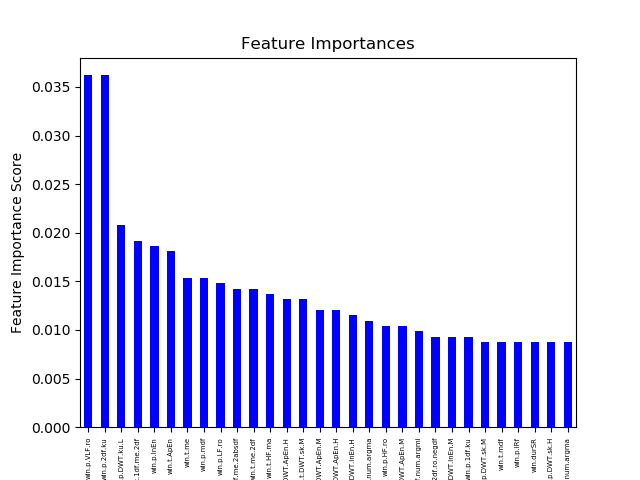 Feature Importances
Feature Importance Score
0.035
0.030
0.025
0.020
0.015
0.010
0.005
0.000
win.p.VLF.ro
win.p.2df.ku
.p.DWT.ku.L
:.1df.me.2df
win.p.InEn
win.t.ApEn
win.t.me
win.p.mdf
win.p.LF.ro
f.me.2absdf
win.t.me.2df
win.t.HF.ma
DWT.ApEn.H
t.DWT.sk.M
DWT.ApEn.M
DWT.ApEn.H
DWT.InEn.H
.num.argma
win.p.HF.ro
DWT.ApEn.M
.num.argmi
2df.ro.negdf
DWT.InEn.M
win.p.1df.ku
p.DWT.sk.M
win.t.mdf
win.p.IRf
win.durSR
p.DWT.sk.H
.num.argma